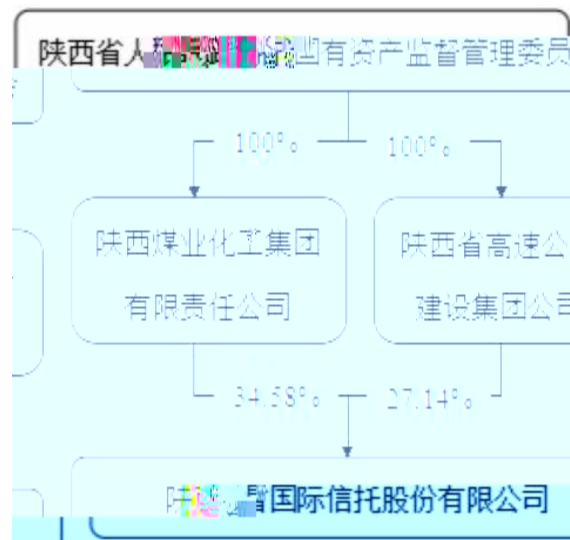 陕西省人 国有资产监督管理委员
100% 100%
陕西煤业化工集团
有限责任公司
陕西省高速公
建设集团公司
34.58% 27.14%
陕 国际信托股份有限公司